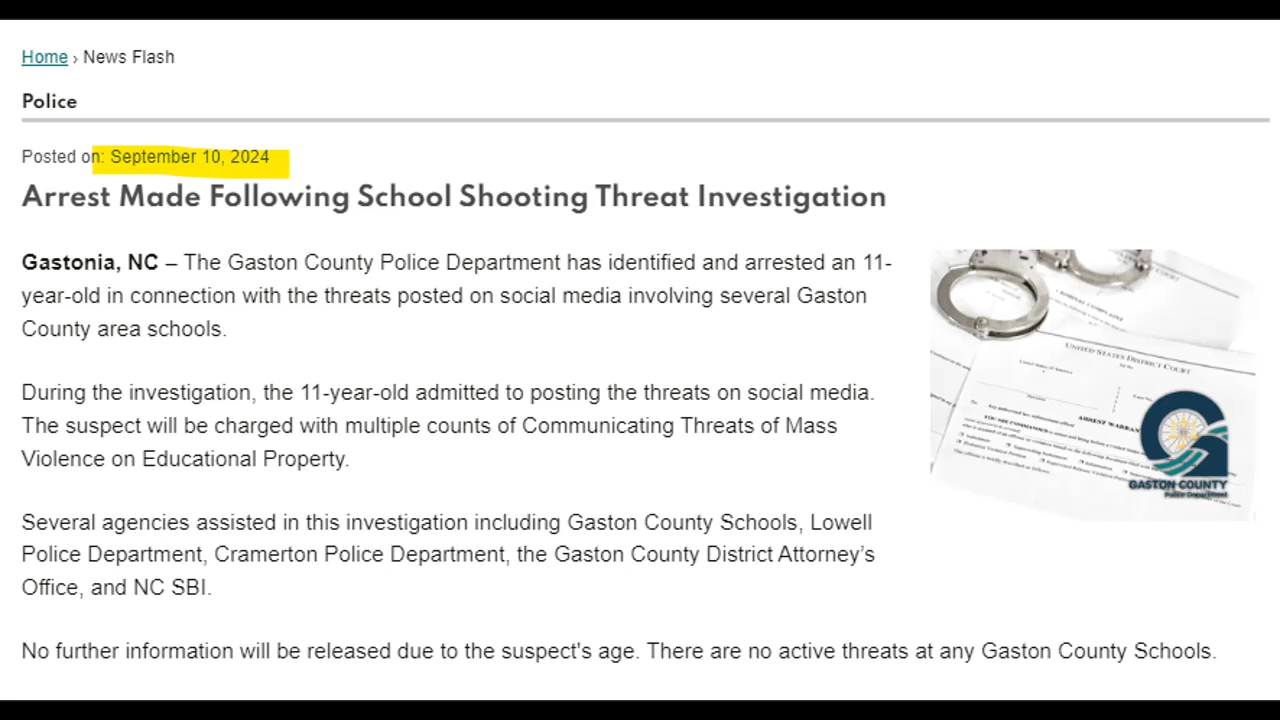 Home › News Flash
Police
Posted on: September 10, 2024
Arrest Made Following School Shooting Threat Investigation
Gastonia, NC – The Gaston County Police Department has identified and arrested an 11-
year-old in connection with the threats posted on social media involving several Gaston
County area schools.
During the investigation, the 11-year-old admitted to posting the threats on social media.
The suspect will be charged with multiple counts of Communicating Threats of Mass
Violence on Educational Property.
Several agencies assisted in this investigation including Gaston County Schools, Lowell
Police Department, Cramerton Police Department, the Gaston County District Attorney’s
Office, and NC SBI.
No further information will be released due to the suspect's age. There are no active threats at any Gaston County Schools.
COURT
CRIMINAL COMPLAINT
UNITED STATES DISTRICT COURT
ARREST WARRAN
GASTON COUNTY
Police Department